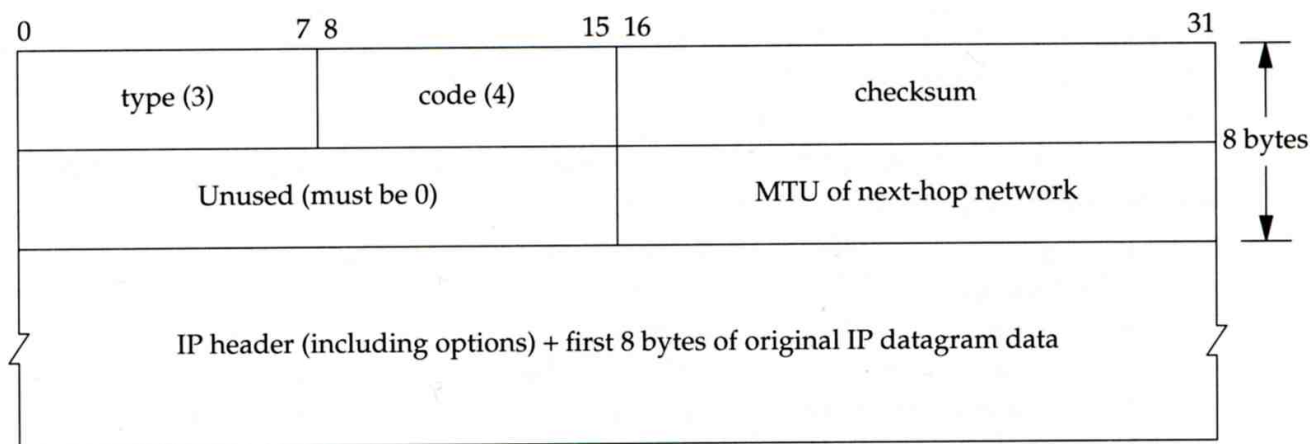 0 7 8 15 16 31
type (3) code (4) checksum
8 bytes
Unused (must be 0) MTU of next-hop network
IP header (including options) + first 8 bytes of original IP datagram data